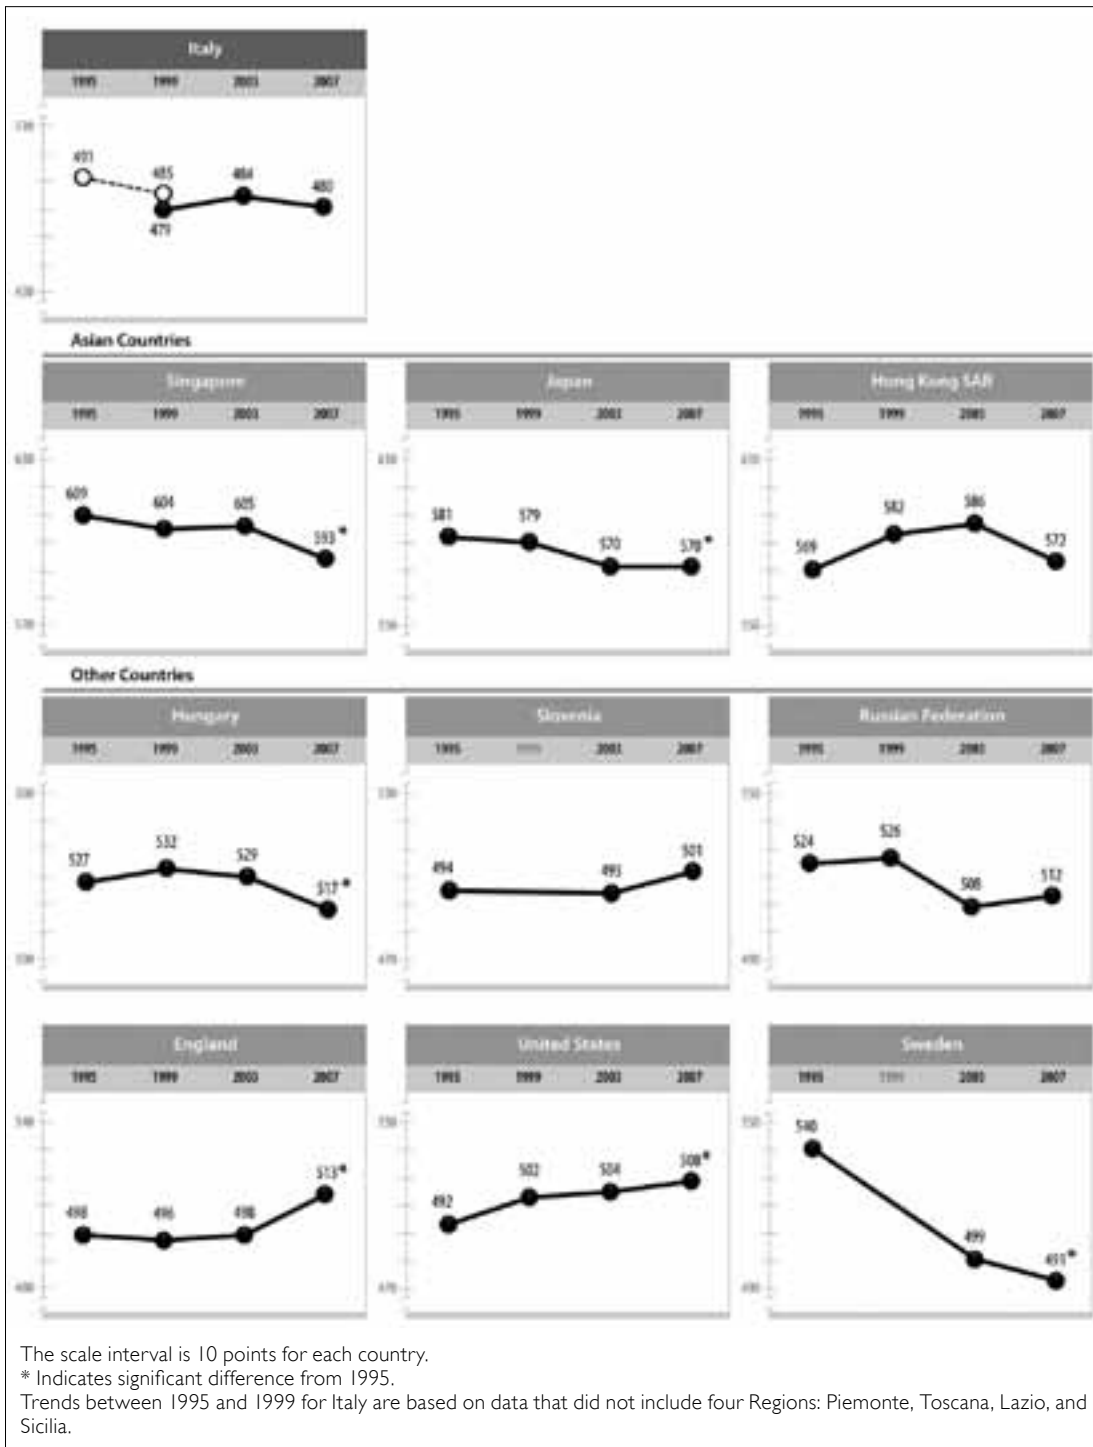 Italy
1995 1999 2003 2007
491
485
484
480
479
Asian Countries
Singapore Japan Hong Kong SAR
1995 1999 2003 2007 1995 1999 2003 2007 1995 1999 2003 2007
609 604 605 593 *
581 579 570 570 *
569 582 586 572
Other Countries
Hungary Slovenia Russian Federation
1995 1999 2003 2007 1995 1999 2003 2007 1995 1999 2003 2007
527 532 529 517 *
494 493 501
524 526 508 512
England United States Sweden
1995 1999 2003 2007 1995 1999 2003 2007 1995 1999 2003 2007
498 496 498 513 *
492 502 504 508 *
540 499 *
The scale interval is 10 points for each country.
* Indicates significant difference from 1995.
Trends between 1995 and 1999 for Italy are based on data that did not include four Regions: Piemonte, Toscana, Lazio, and
Sicilia.